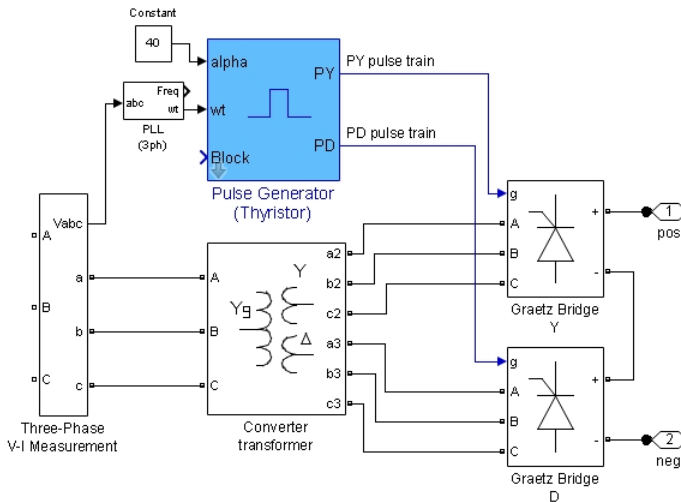 Constant
40
alpha
PY
PY pulse train
Freq
abc
wt
wt
PLL
(3ph)
PD
PD pulse train
Block
Pulse Generator
(Thyristor)
Vabc
A
a
B
b
C
c
Three-Phase
V-I Measurement
A
B
C
Yg
Y
Δ
a2
b2
c2
a3
b3
c3
Converter
transformer
g
A
B
C
+
-
Graetz Bridge
Y
1
pos
g
A
B
C
+
-
Graetz Bridge
D
2
neg